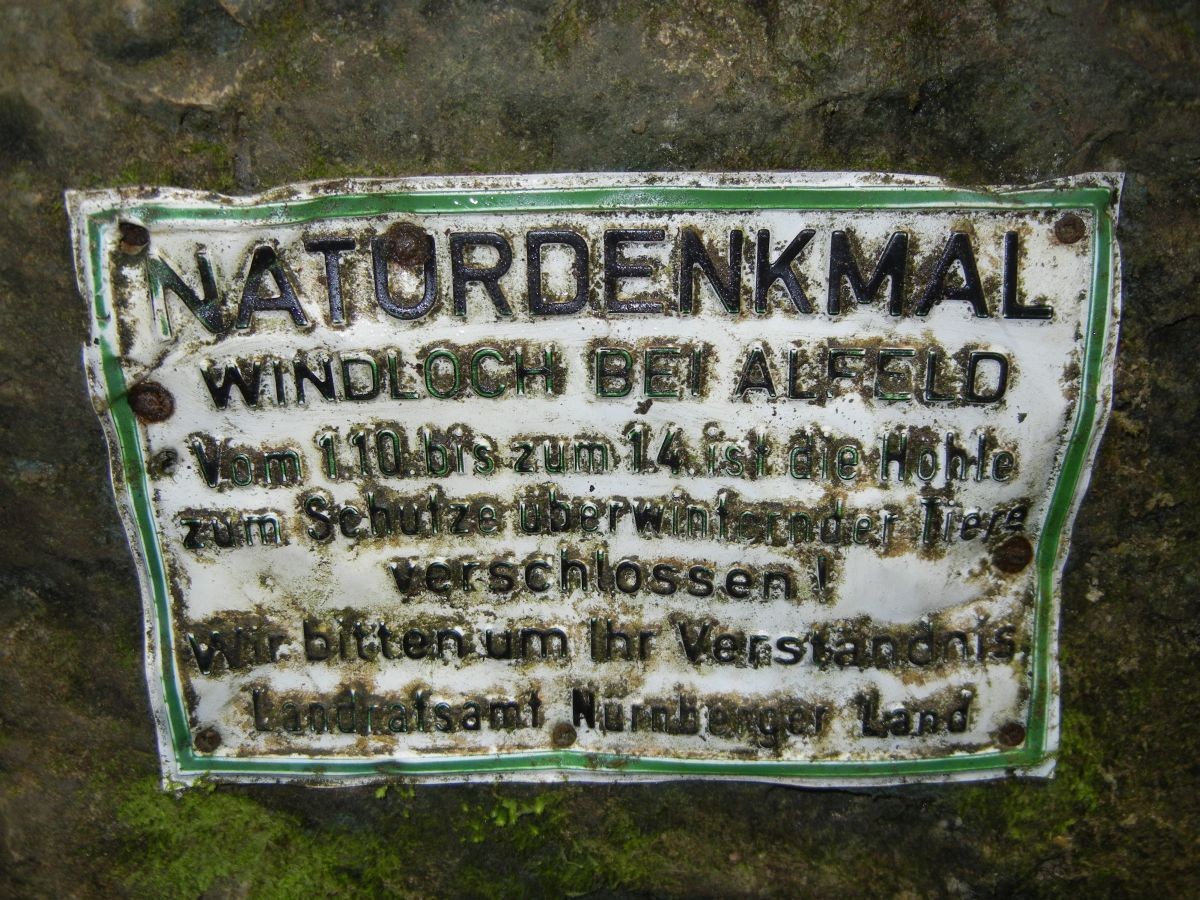 NATURDENKMAL
WINDLOCH BEI ALFELD
Vom 1.10. bis zum 1.4. ist die Höhle
zum Schutze überwinternder Tiere
verschlossen !
Wir bitten um Ihr Verständnis.
Landratsamt Nürnberger Land